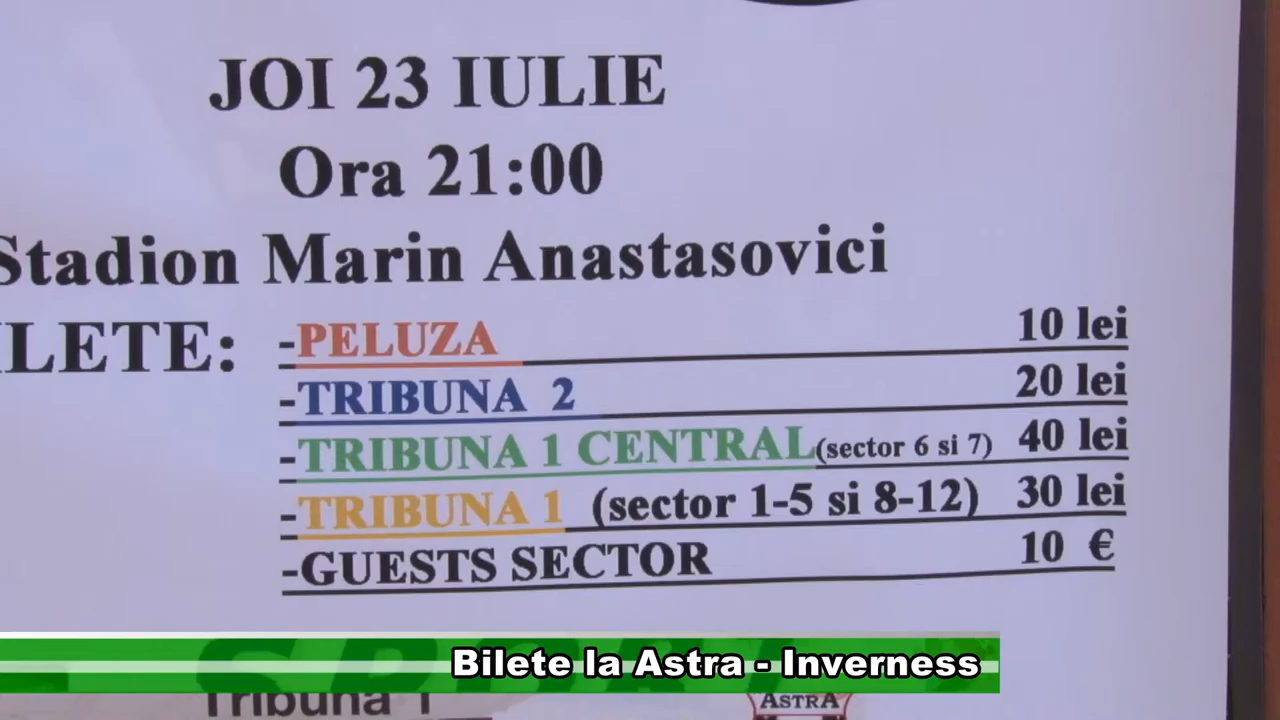 JOI 23 IULIE
Ora 21:00
Stadion Marin Anastasovici
ILETE:
-PELUZA 10 lei
-TRIBUNA 2 20 lei
-TRIBUNA 1 CENTRAL(sector 6 si 7) 40 lei
-TRIBUNA 1 (sector 1-5 si 8-12) 30 lei
-GUESTS SECTOR 10 €
Bilete la Astra - Inverness
Tribuna 1
ASTRA